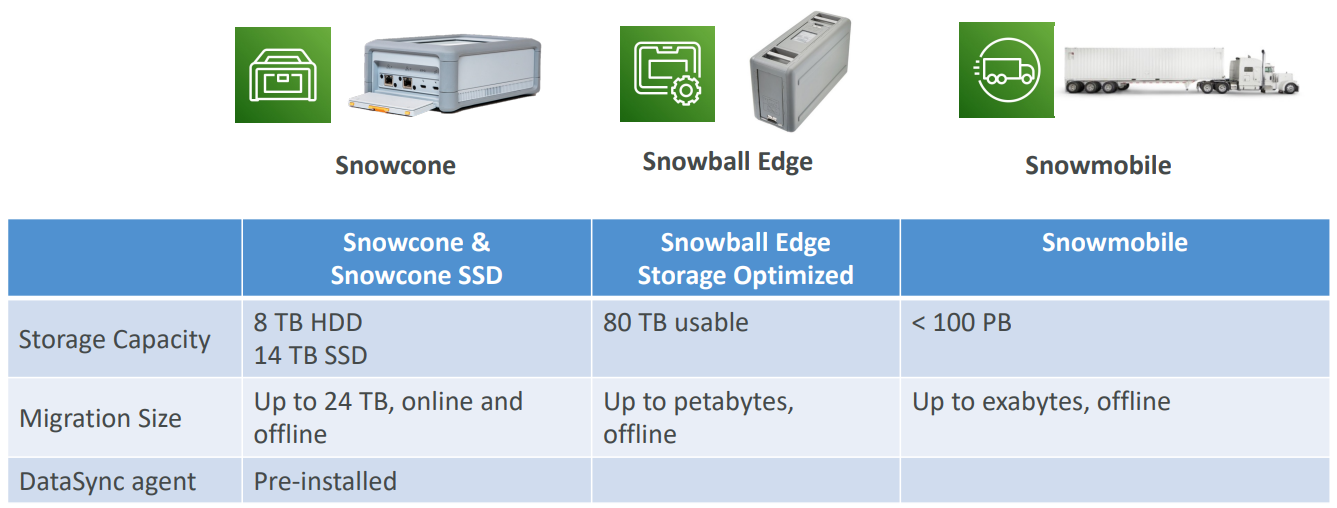 Snowcone
Snowball Edge
Snowmobile
Snowcone &
Snowcone SSD
Snowball Edge
Storage Optimized
Snowmobile
Storage Capacity
8 TB HDD
14 TB SSD
80 TB usable
< 100 PB
Migration Size
Up to 24 TB, online and
offline
Up to petabytes,
offline
Up to exabytes, offline
DataSync agent
Pre-installed